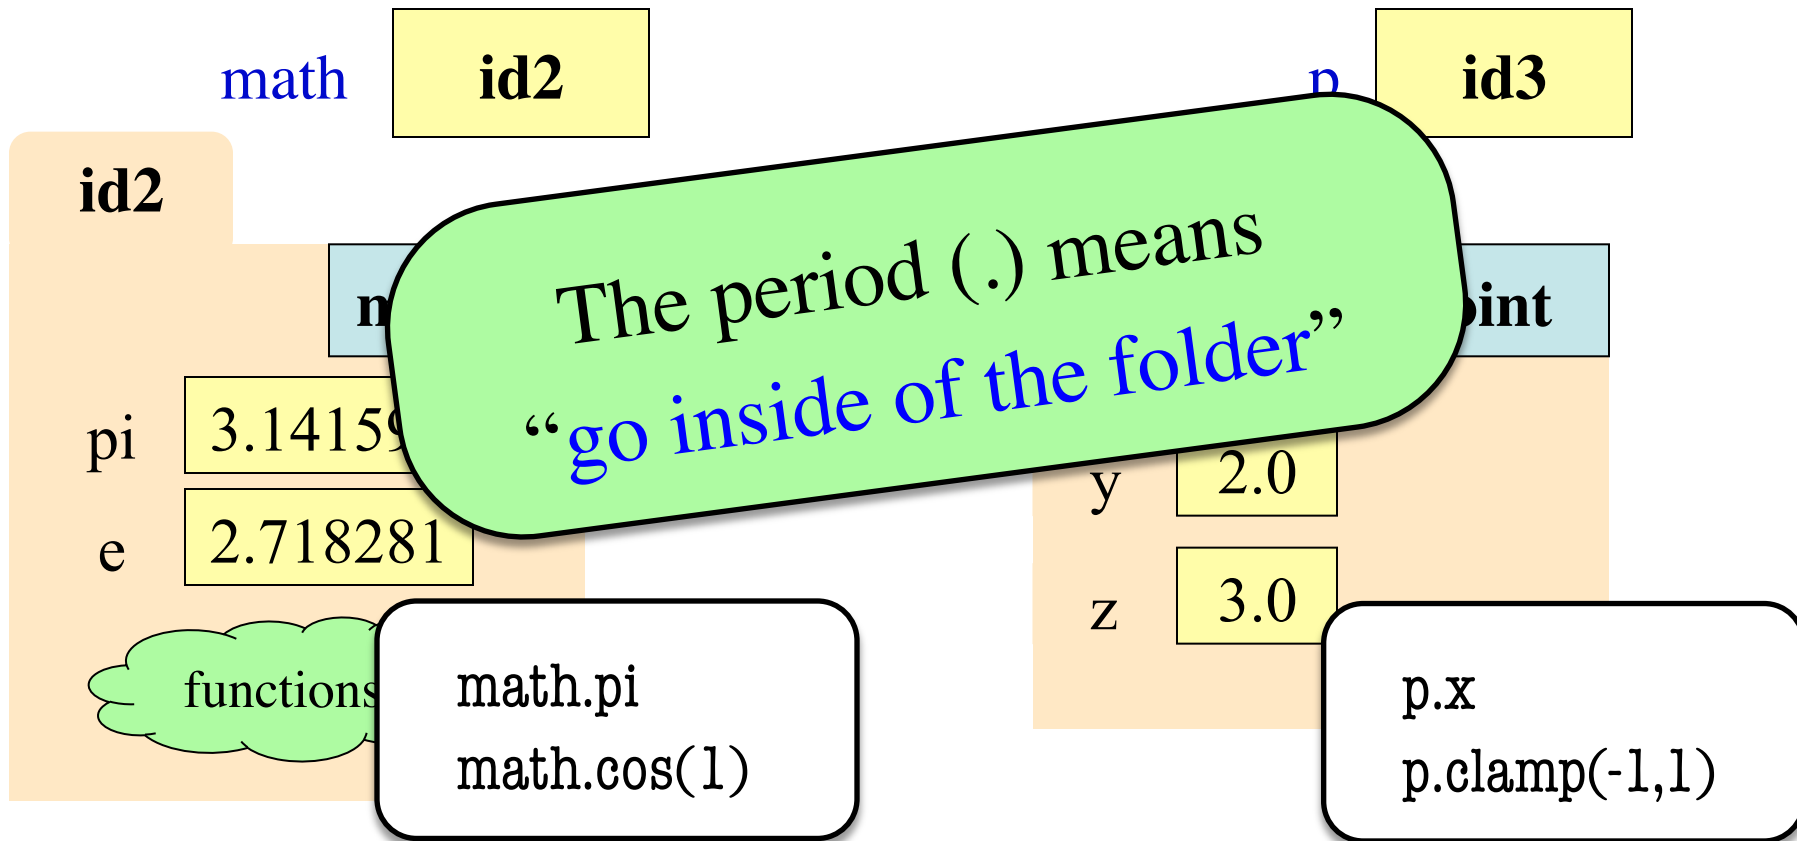 math
id2
p
id3
id2
The period (.) means
“go inside of the folder”
pi
3.14159
e
2.718281
y
2.0
z
3.0
functions
math.pi
math.cos(1)
p.x
p.clamp(-1,1)